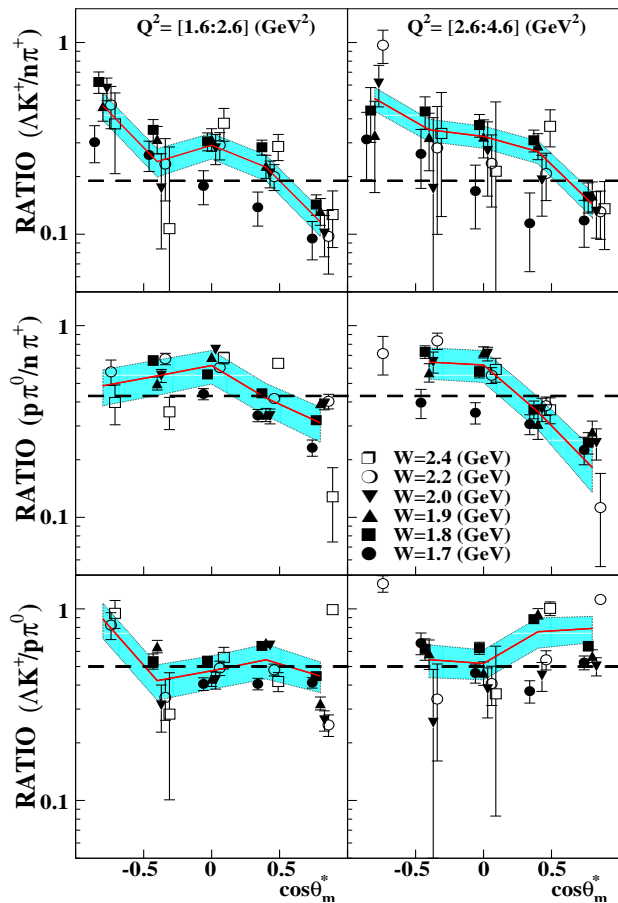 Q²= [1.6:2.6] (GeV²)
Q²= [2.6:4.6] (GeV²)
RATIO (ΛK⁺/nπ⁺)
1
0.1
RATIO (pπ⁰/nπ⁺)
1
0.1
W=2.4 (GeV)
W=2.2 (GeV)
W=2.0 (GeV)
W=1.9 (GeV)
W=1.8 (GeV)
W=1.7 (GeV)
RATIO (ΛK⁺/pπ⁰)
1
0.1
-0.5 0 0.5
-0.5 0 0.5
cosθ*m
cosθ*m